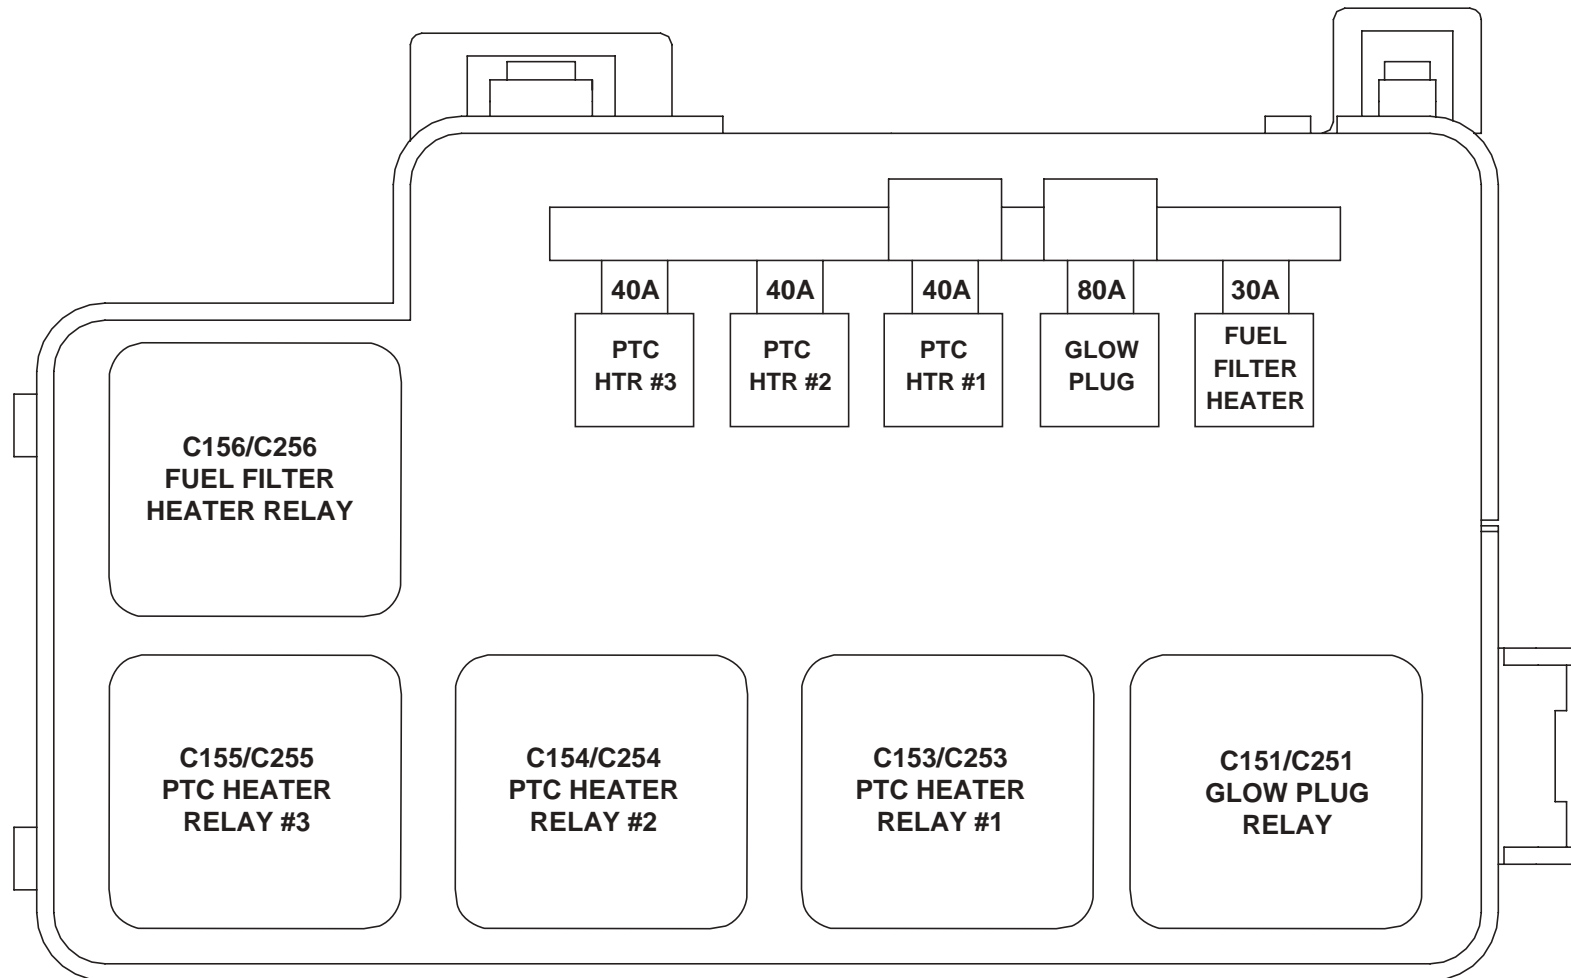 40A
40A
40A
80A
30A
PTC
HTR #3
PTC
HTR #2
PTC
HTR #1
GLOW
PLUG
FUEL
FILTER
HEATER
C156/C256
FUEL FILTER
HEATER RELAY
C155/C255
PTC HEATER
RELAY #3
C154/C254
PTC HEATER
RELAY #2
C153/C253
PTC HEATER
RELAY #1
C151/C251
GLOW PLUG
RELAY